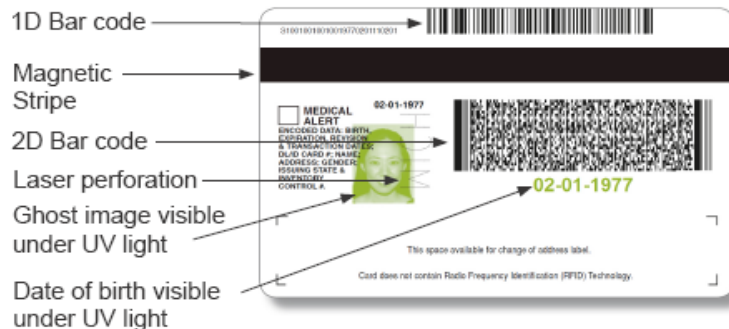 1D Bar code
31001001001001977020111 0201
Magnetic
Stripe
MEDICAL
ALERT
02-01-1977
ENCODED DATA: BIRTH,
EXPIRATION, REVISION
& TRANSACTION DATES;
DL/ID CARD #; NAME;
ADDRESS; GENDER;
ISSUING STATE &
INVENTORY
CONTROL #.
2D Bar code
Laser perforation
02-01-1977
Ghost image visible
under UV light
This space available for change of address label.
Card does not contain Radio Frequency Identification (RFID) Technology.
Date of birth visible
under UV light